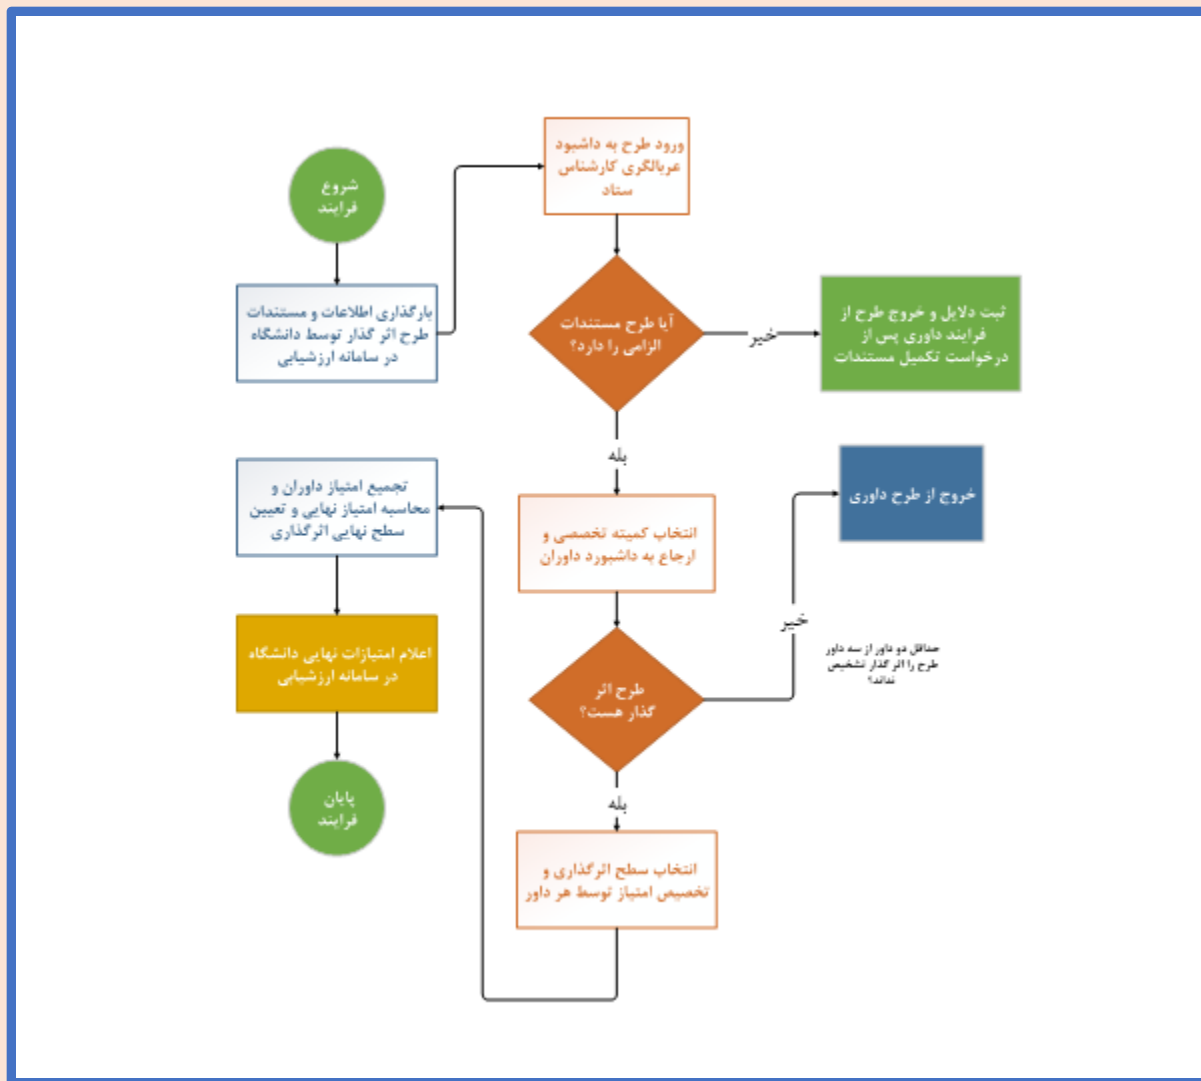 شروع
فرایند
بارگذاری اطلاعات و مستندات
طرح اثر گذار توسط دانشگاه
در سامانه ارزشیابی
ورود طرح به داشبود
غربالگری کارشناس
ستاد
آیا طرح مستندات
الزامی را دارد؟
خیر
ثبت دلایل و خروج طرح از
فرایند داوری پس از
درخواست تکمیل مستندات
بله
انتخاب کمیته تخصصی و
ارجاع به داشبورد داوران
طرح اثر
گذار هست؟
خیر
حداقل دو داور از سه داور
طرح را اثر گذار تشخیص
نداند؟
خروج از طرح داوری
بله
انتخاب سطح اثرگذاری و
تخصیص امتیاز توسط هر داور
تجمیع امتیاز داوران و
محاسبه امتیاز نهایی و تعیین
سطح نهایی اثرگذاری
اعلام امتیازات نهایی دانشگاه
در سامانه ارزشیابی
پایان
فرایند